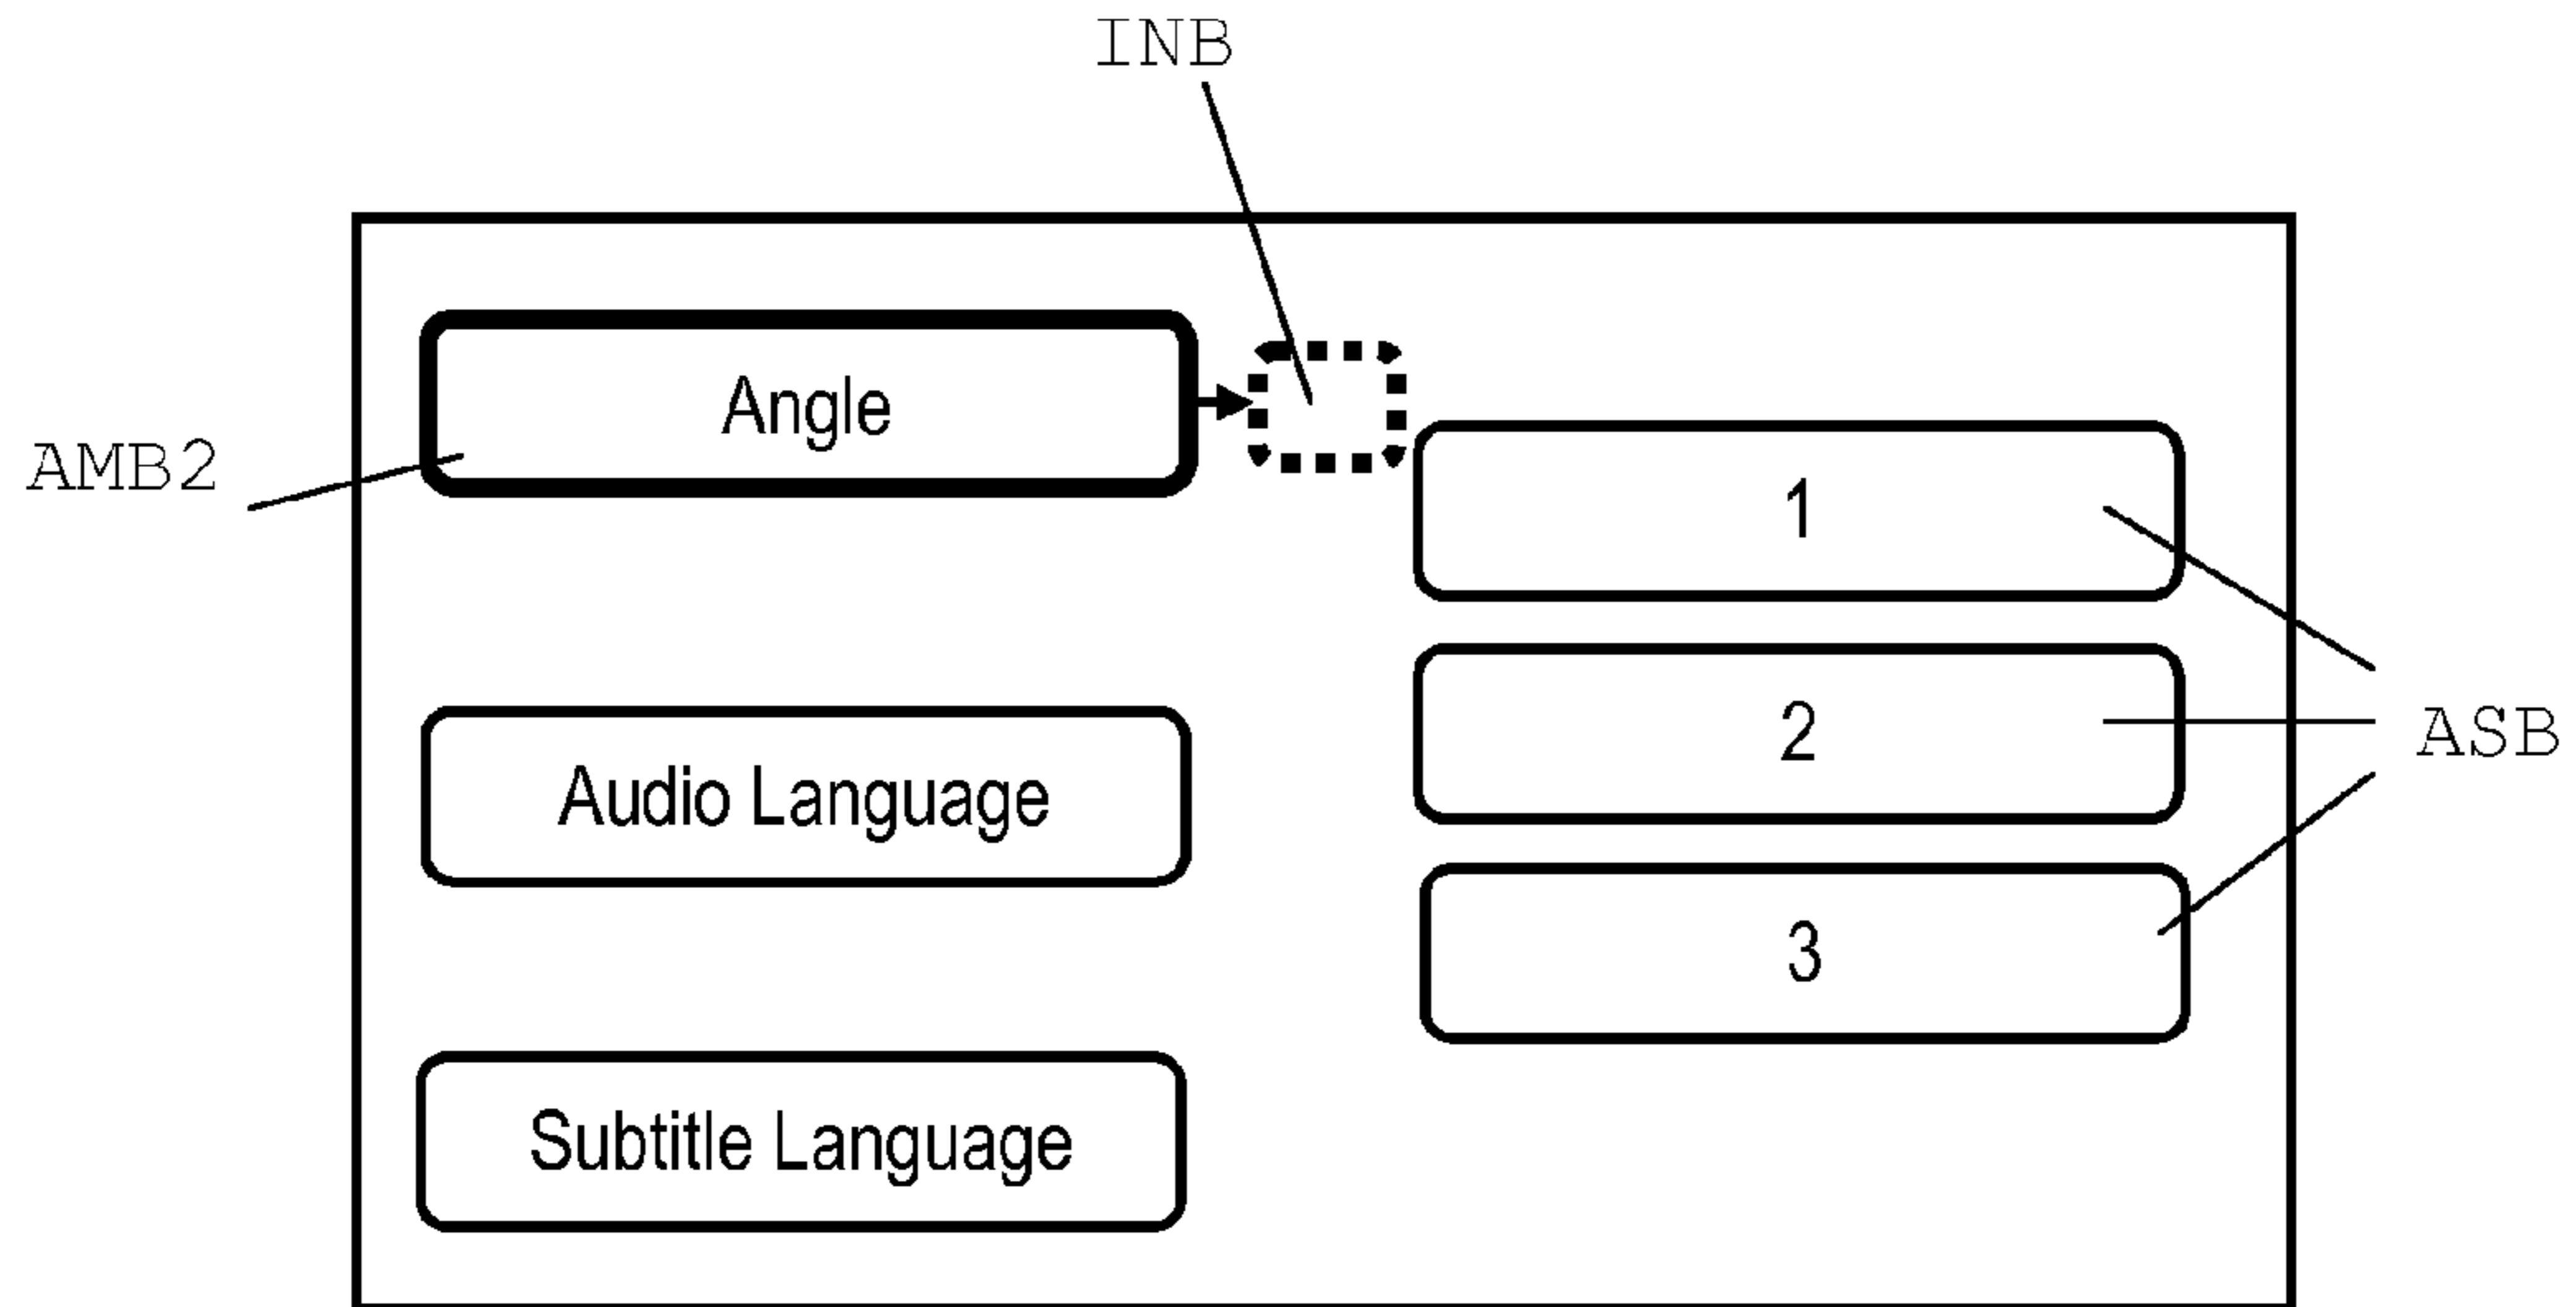 INB
Angle
AMB2
1
2
ASB
Audio Language
3
Subtitle Language